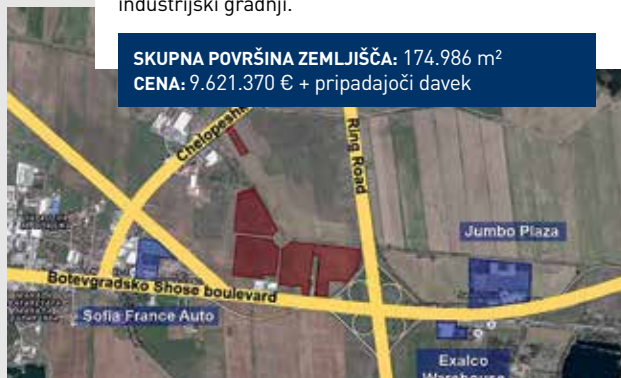 industrijski gradnji.
SKUPNA POVRŠINA ZEMLJIŠČA: 174.986 m²
CENA: 9.621.370 € + pripadajoči davek
Ring Road
Jumbo Plaza
Botevgradsko Shose boulevard
Sofia France Auto
Exalco